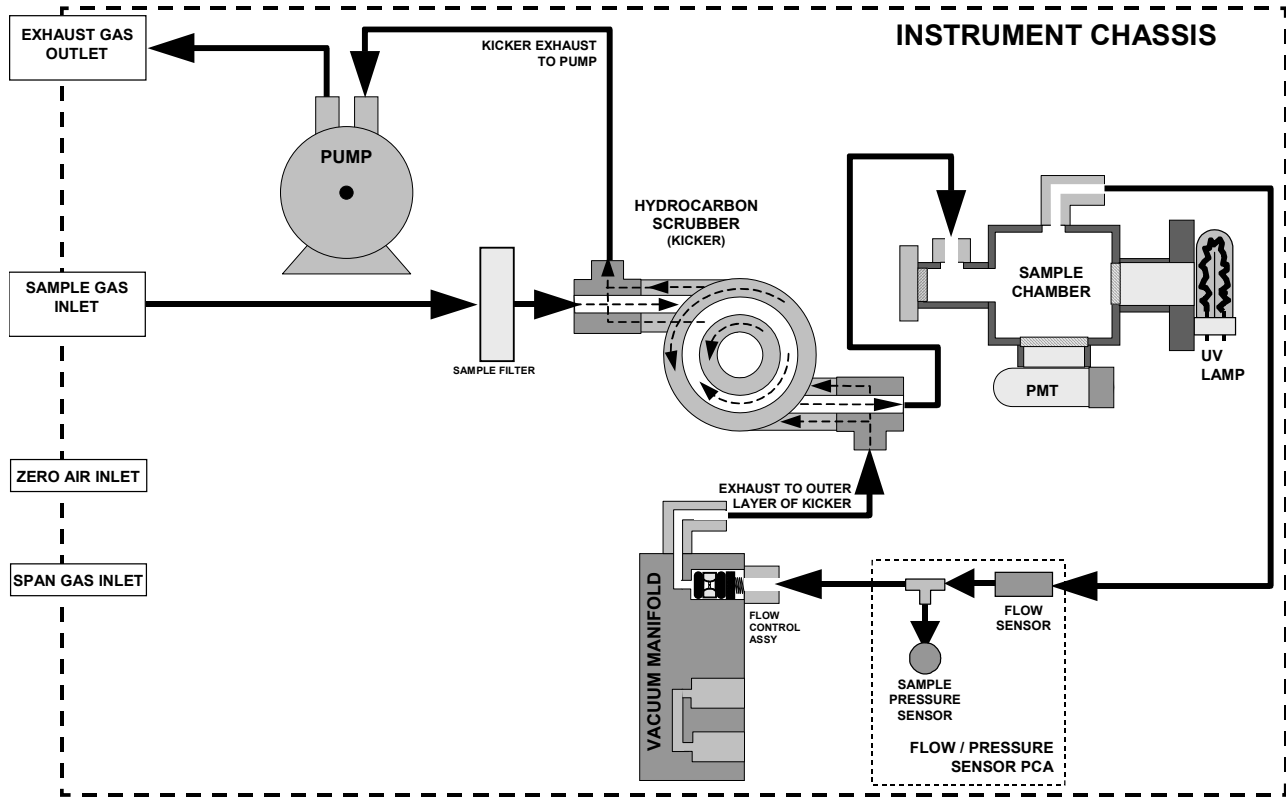 EXHAUST GAS
OUTLET
KICKER EXHAUST
TO PUMP
INSTRUMENT CHASSIS
PUMP
HYDROCARBON
SCRUBBER
(KICKER)
SAMPLE GAS
INLET
SAMPLE FILTER
SAMPLE
CHAMBER
UV
LAMP
PMT
ZERO AIR INLET
EXHAUST TO OUTER
LAYER OF KICKER
SPAN GAS INLET
VACUUM MANIFOLD
FLOW
CONTROL
ASSY
FLOW
SENSOR
SAMPLE
PRESSURE
SENSOR
FLOW / PRESSURE
SENSOR PCA